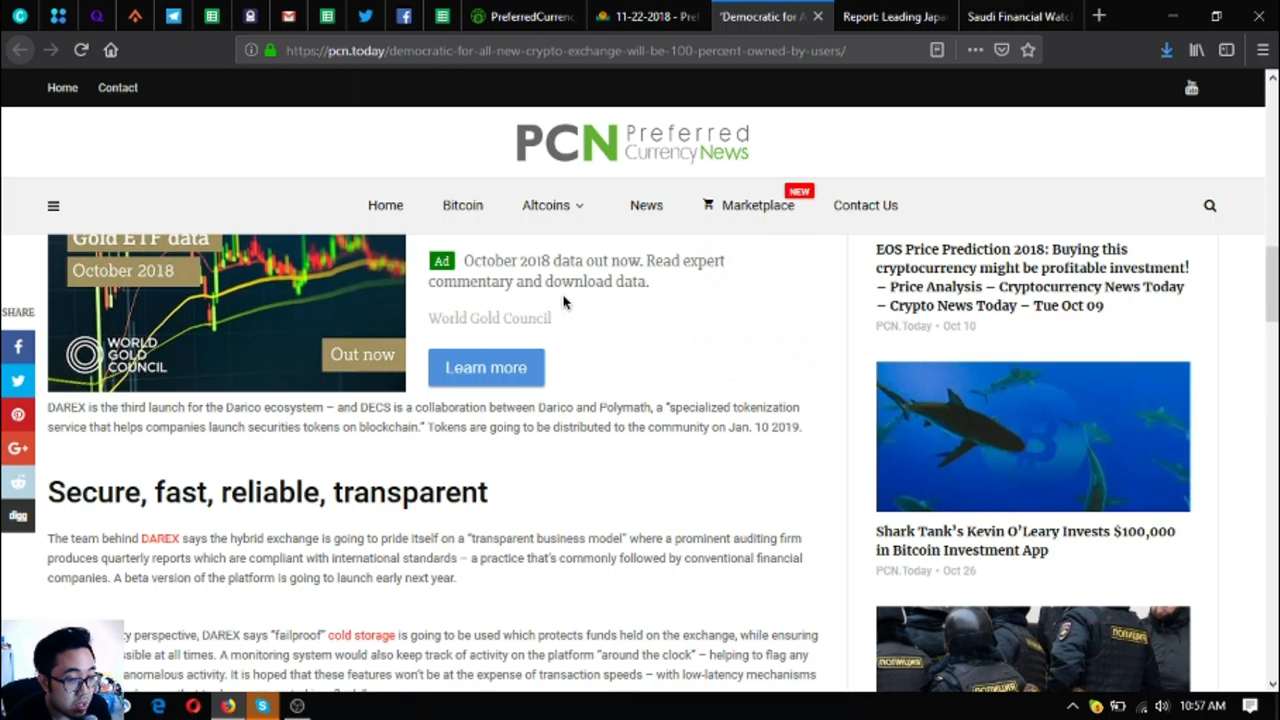 PreferredCurrenc
11-22-2018 - Pref
'Democratic for A
Report: Leading Japa
Saudi Financial Watc
https://pcn.today/democratic-for-all-new-crypto-exchange-will-be-100-percent-owned-by-users/
Home Contact
PCN Preferred
CurrencyNews
NEW
Home Bitcoin Altcoins News Marketplace Contact Us
Gold ETF data
October 2018
WORLD
GOLD
COUNCIL
Out now
Ad October 2018 data out now. Read expert
commentary and download data.
World Gold Council
Learn more
SHARE
G+
digg
DAREX is the third launch for the Darico ecosystem – and DECS is a collaboration between Darico and Polymath, a “specialized tokenization
service that helps companies launch securities tokens on blockchain.” Tokens are going to be distributed to the community on Jan. 10 2019.
Secure, fast, reliable, transparent
The team behind DAREX says the hybrid exchange is going to pride itself on a “transparent business model” where a prominent auditing firm
produces quarterly reports which are compliant with international standards – a practice that’s commonly followed by conventional financial
companies. A beta version of the platform is going to launch early next year.
perspective, DAREX says “failproof” cold storage is going to be used which protects funds held on the exchange, while ensuring
at all times. A monitoring system would also keep track of activity on the platform “around the clock” – helping to flag any
anomalous activity. It is hoped that these features won’t be at the expense of transaction speeds – with low-latency mechanisms
EOS Price Prediction 2018: Buying this
cryptocurrency might be profitable investment!
– Price Analysis – Cryptocurrency News Today
– Crypto News Today – Tue Oct 09
PCN.Today • Oct 10
Shark Tank’s Kevin O’Leary Invests $100,000
in Bitcoin Investment App
PCN.Today • Oct 26
ПОЛИЦИЯ
ПОЛИЦИЯ
ПОЛИЦИЯ
10:57 AM